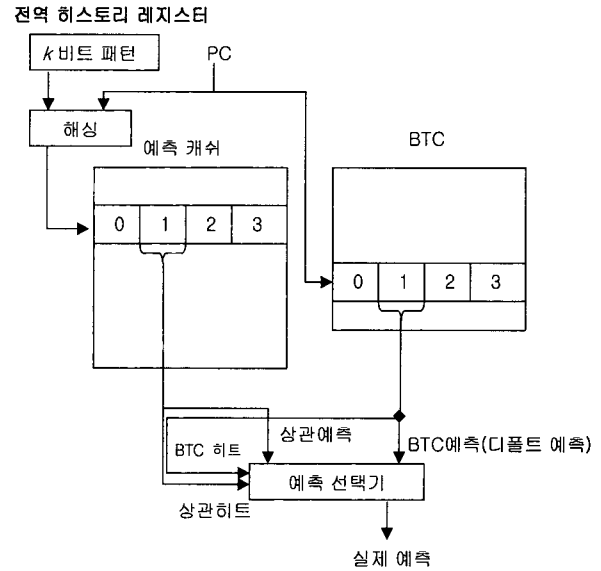 전역 히스토리 레지스터
k 비트 패턴
PC
해싱
예측 캐쉬
BTC
0 1 2 3
0 1 2 3
상관예측
BTC 히트
BTC예측(디폴트 예측)
예측 선택기
상관히트
실제 예측